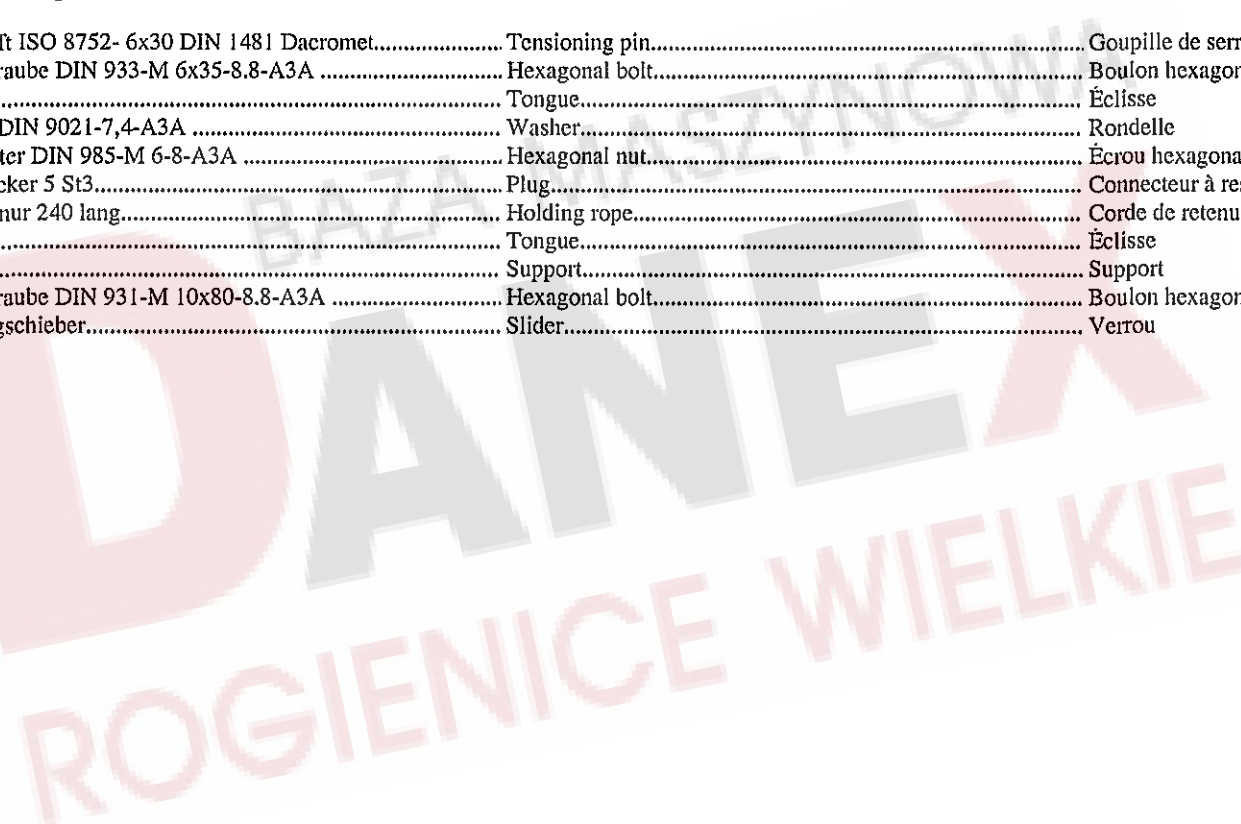 ft ISO 8752- 6x30 DIN 1481 Dacromet.................... Tensioning pin.................................................. Goupille de serr
raube DIN 933-M 6x35-8.8-A3A .................... Hexagonal bolt.................................................. Boulon hexagon
.................... Tongue.................................................. Éclisse
DIN 9021-7,4-A3A .................... Washer.................................................. Rondelle
ter DIN 985-M 6-8-A3A .................... Hexagonal nut.................................................. Écrou hexagona
cker 5 St3.................... Plug.................................................. Connecteur à re
nur 240 lang.................... Holding rope.................................................. Corde de retenu
.................... Tongue.................................................. Éclisse
.................... Support.................................................. Support
raube DIN 931-M 10x80-8.8-A3A .................... Hexagonal bolt.................................................. Boulon hexagon
gschieber.................... Slider.................................................. Verrou
BAZA MASZYNOWA
DANEX
ROGIENICE WIELKIE